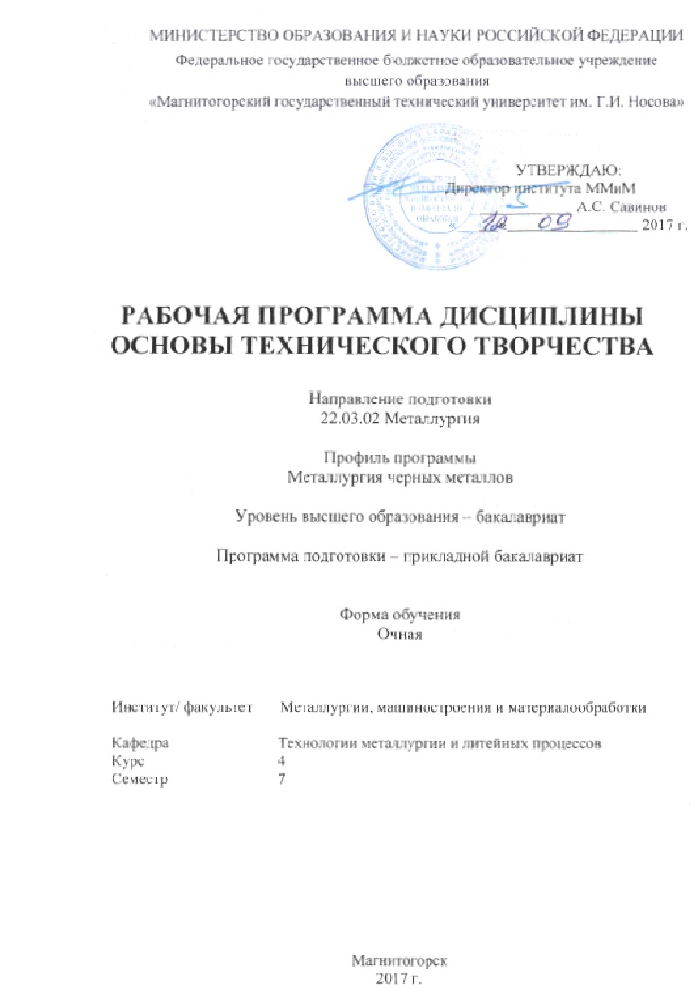 МИНИСТЕРСТВО ОБРАЗОВАНИЯ И НАУКИ РОССИЙСКОЙ ФЕДЕРАЦИИ
Федеральное государственное бюджетное образовательное учреждение
высшего образования
«Магнитогорский государственный технический университет им. Г.И. Носова»
УТВЕРЖДАЮ:
Директор института ММиМ
А.С. Савинов
09 2017 г.
РАБОЧАЯ ПРОГРАММА ДИСЦИПЛИНЫ
ОСНОВЫ ТЕХНИЧЕСКОГО ТВОРЧЕСТВА
Направление подготовки
22.03.02 Металлургия
Профиль программы
Металлургия черных металлов
Уровень высшего образования – бакалавриат
Программа подготовки – прикладной бакалавриат
Форма обучения
Очная
Институт/ факультет Металлургии, машиностроения и материалообработки
Кафедра Технологии металлургии и литейных процессов
Курс 4
Семестр 7
Магнитогорск
2017 г.